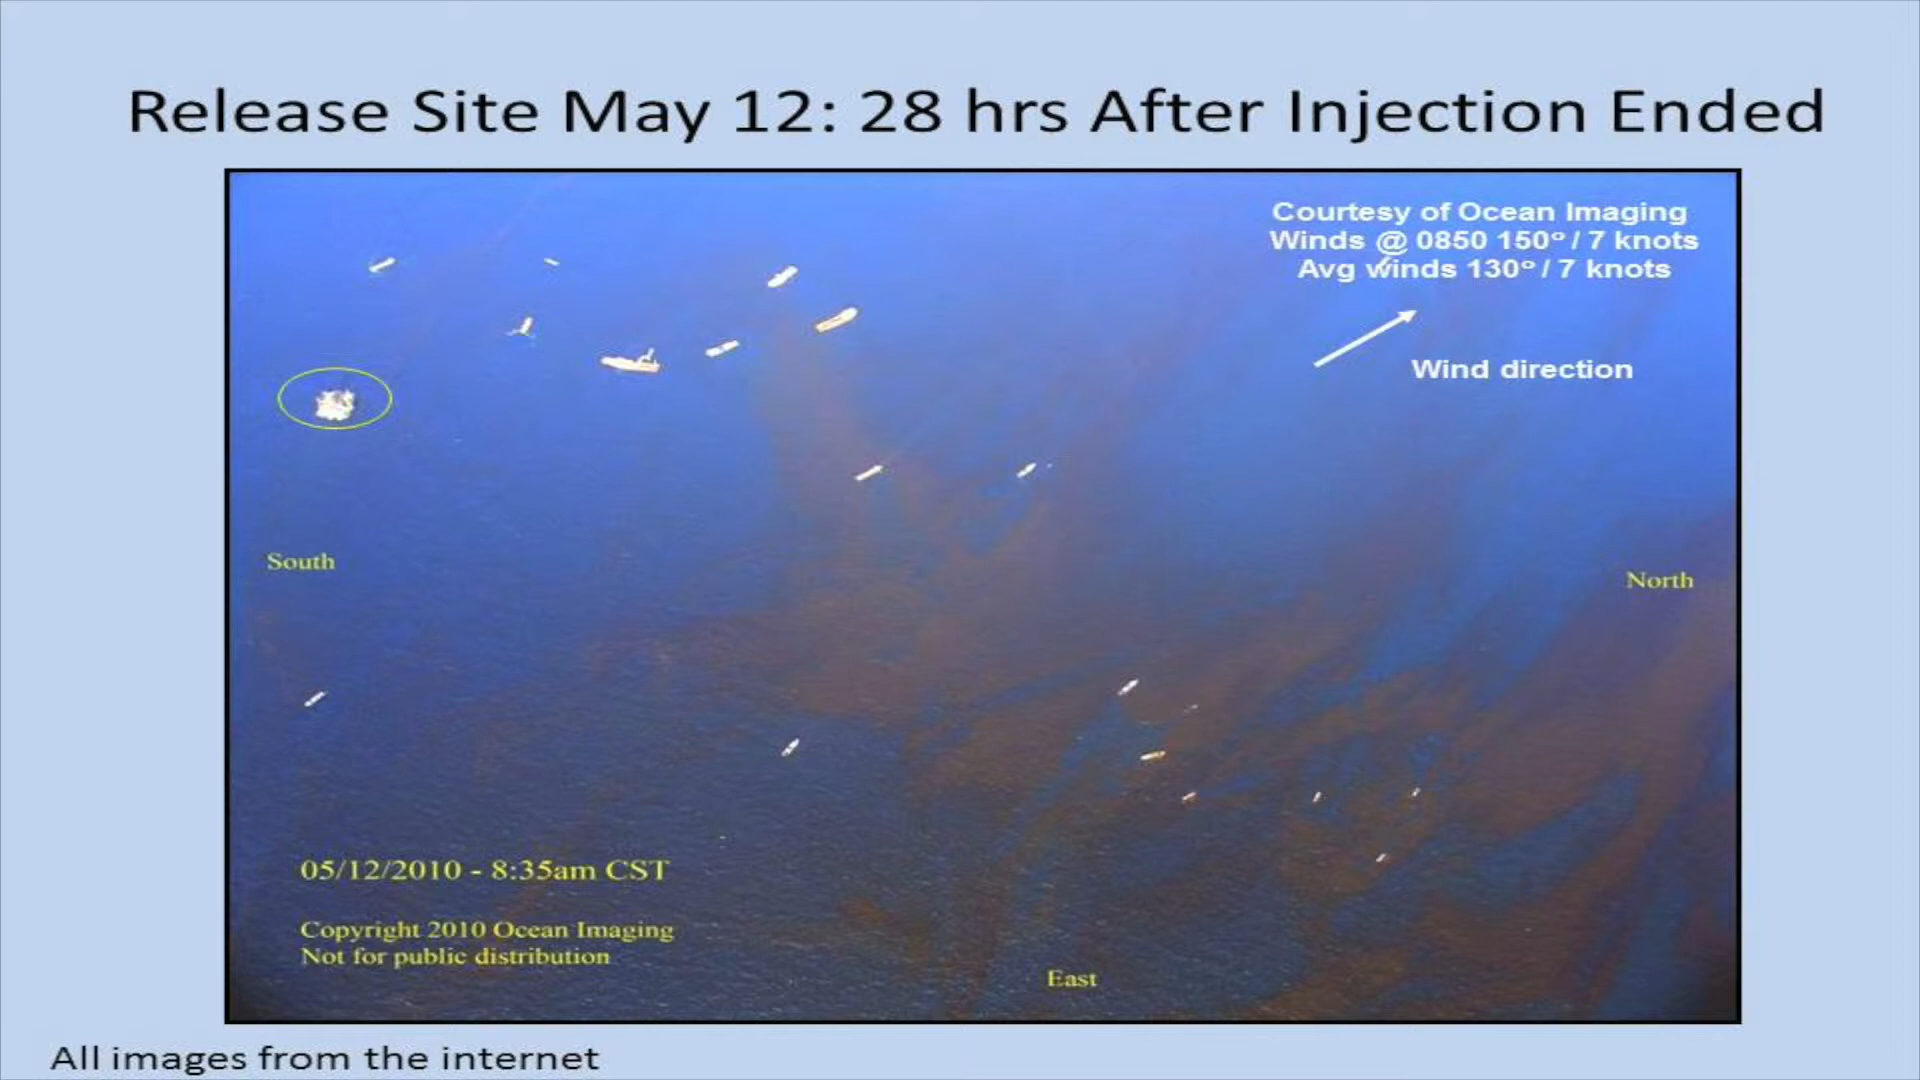 Release Site May 12: 28 hrs After Injection Ended
Courtesy of Ocean Imaging
Winds @ 0850 150° / 7 knots
Avg winds 130° / 7 knots
Wind direction
South
North
05/12/2010 - 8:35am CST
Copyright 2010 Ocean Imaging
Not for public distribution
East
All images from the internet